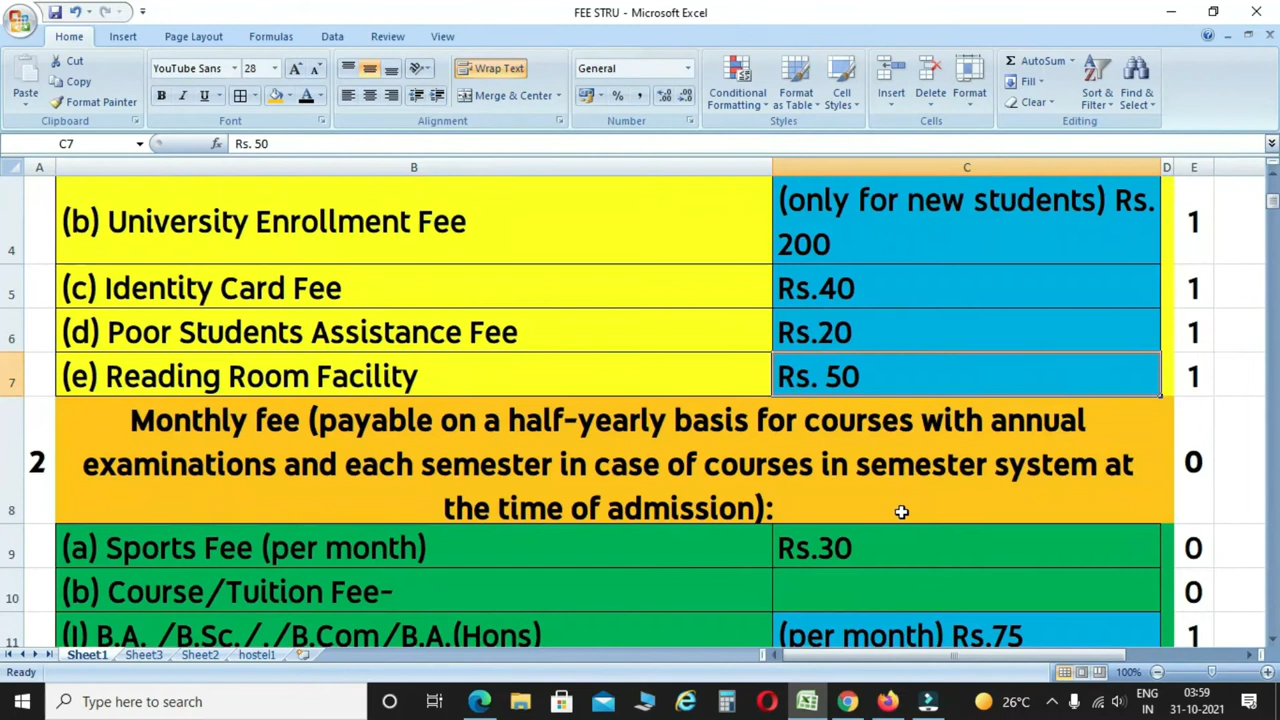 FEE STRU - Microsoft Excel
Home Insert Page Layout Formulas Data Review View
Paste
Cut
Copy
Format Painter
Clipboard
YouTube Sans 28
B I U
Font
Wrap Text
Merge & Center
Alignment
General
Number
Conditional Formatting
Format as Table
Cell Styles
Styles
Insert Delete Format
Cells
Σ AutoSum
Fill
Clear
Sort & Filter
Find & Select
Editing
C7 fx Rs. 50
A B C D E
4 (b) University Enrollment Fee (only for new students) Rs. 200 1
5 (c) Identity Card Fee Rs.40 1
6 (d) Poor Students Assistance Fee Rs.20 1
7 (e) Reading Room Facility Rs. 50 1
Monthly fee (payable on a half-yearly basis for courses with annual
2 examinations and each semester in case of courses in semester system at 0
8 the time of admission):
9 (a) Sports Fee (per month) Rs.30 0
10 (b) Course/Tuition Fee- 0
11 (I) B.A. /B.Sc././B.Com/B.A.(Hons) (per month) Rs.75 1
Sheet1 Sheet3 Sheet2 hostel1
Ready 100%
Type here to search 26°C ENG IN 03:59 31-10-2021